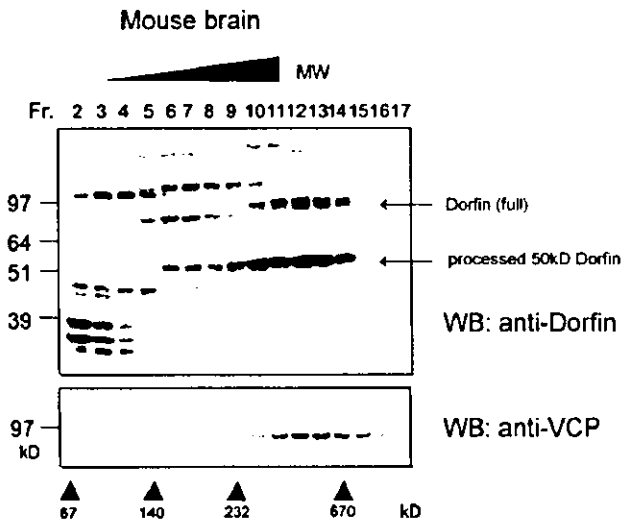 Mouse brain
MW
Fr. 2 3 4 5 6 7 8 9 10 11 12 13 14 15 16 17
97
64
51
39
Dorfin (full)
processed 50kD Dorfin
WB: anti-Dorfin
97
kD
WB: anti-VCP
67 140 232 670 kD